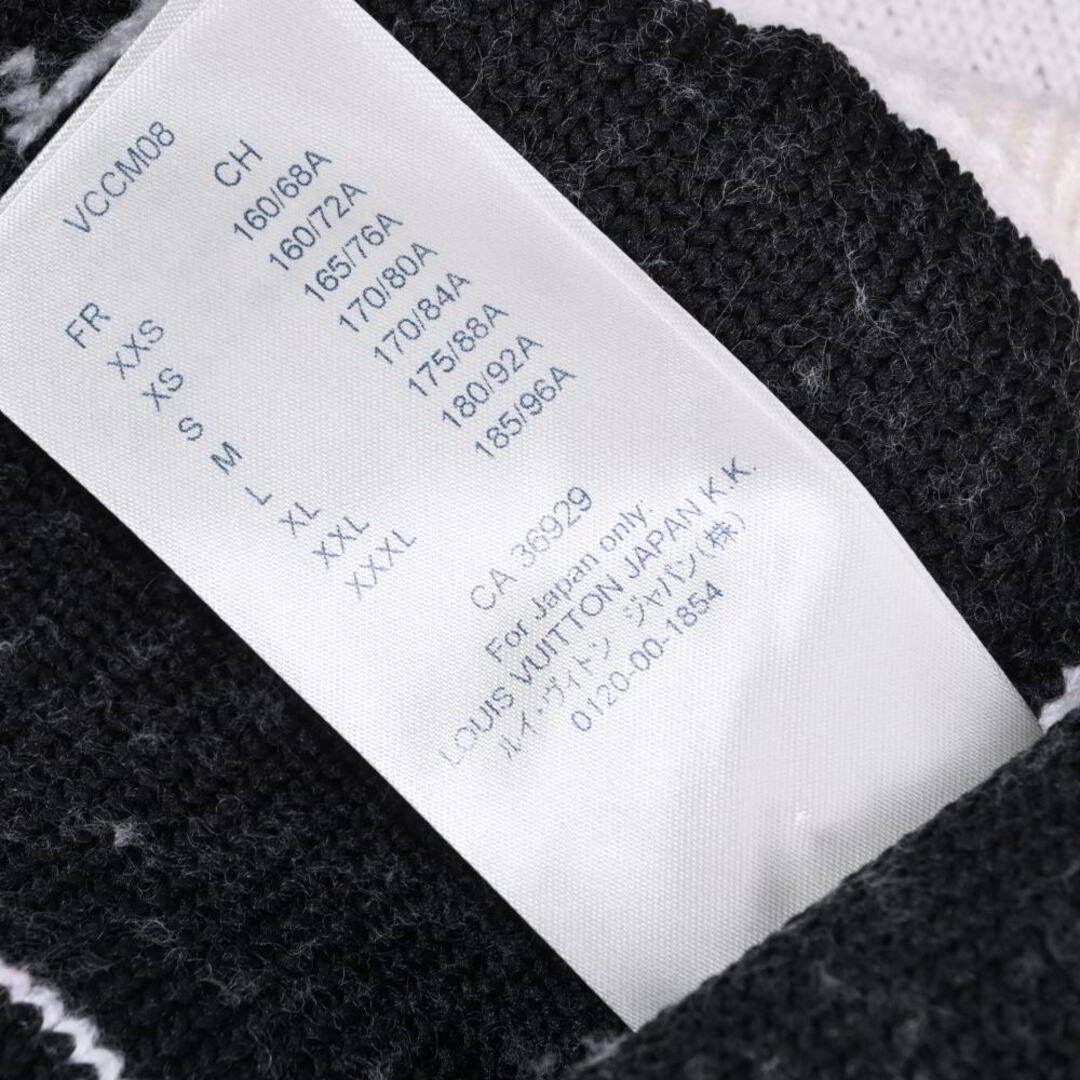 VCCM08
FR CH
XXS 160/68A
XS 160/72A
S 165/76A
M 170/80A
L 170/84A
XL 175/88A
XXL 180/92A
XXXL 185/96A
CA 36929
For Japan only.
LOUIS VUITTON JAPAN K.K.
ルイ・ヴィトン ジャパン(株)
0120-00-1854